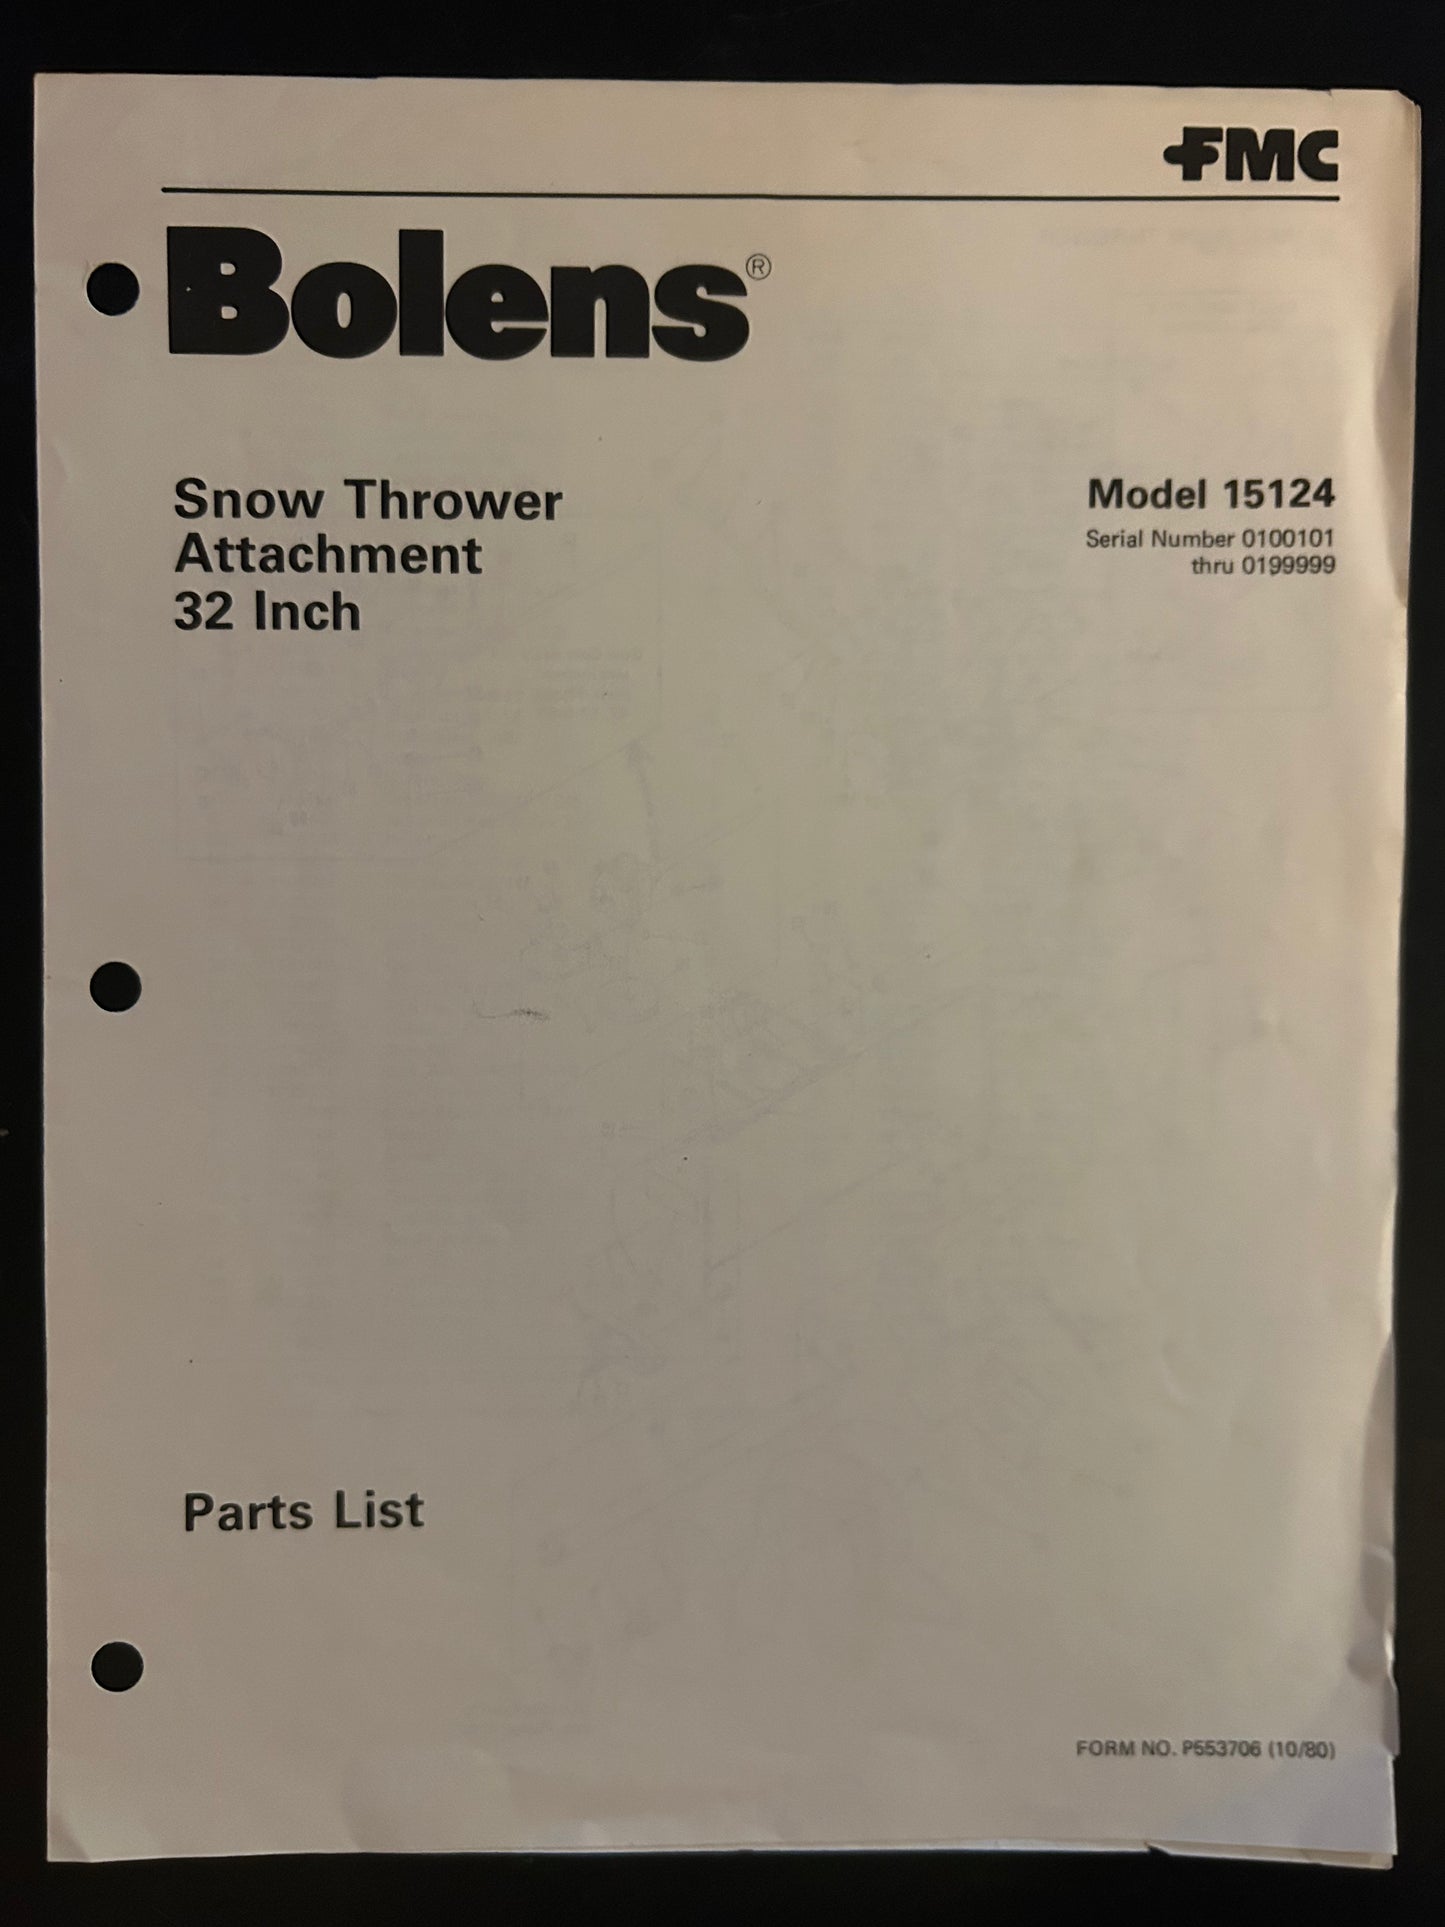 FMC
Bolens®
Snow Thrower
Attachment
32 Inch
Model 15124
Serial Number 0100101
thru 0199999
Parts List
FORM NO. P553706 (10/80)